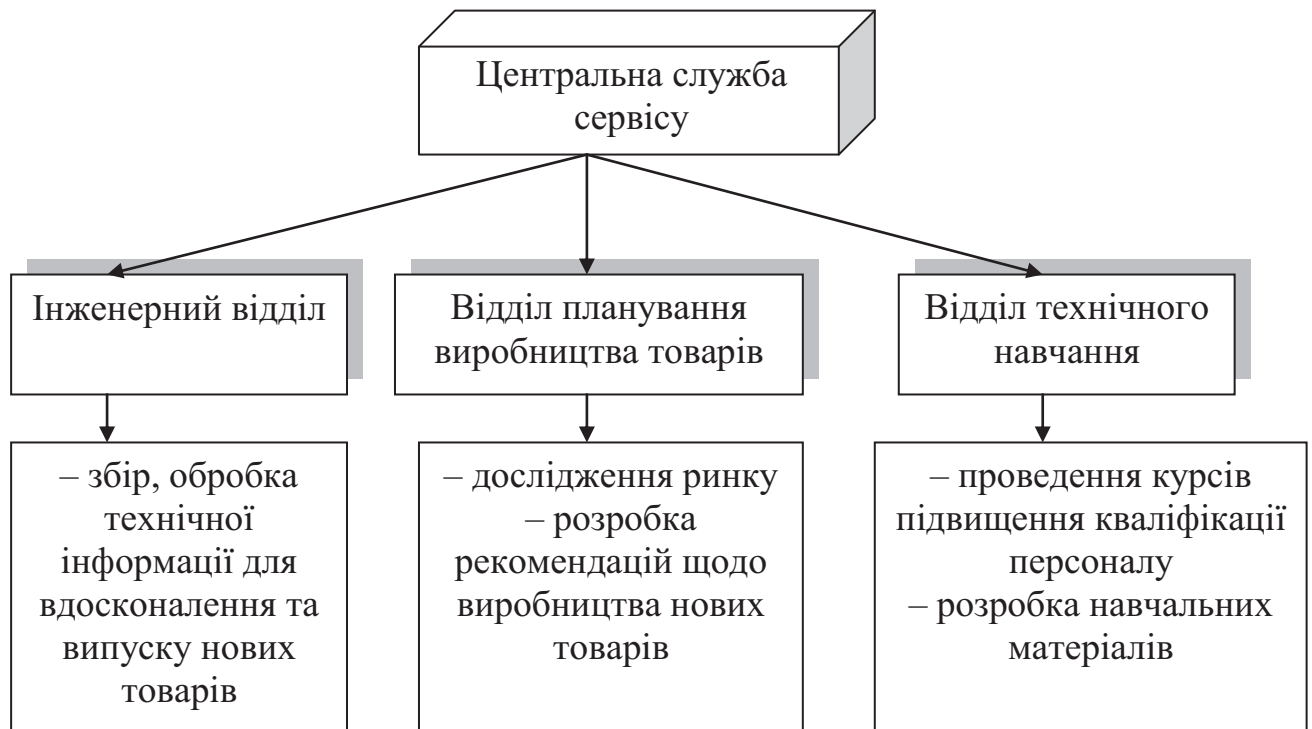 Центральна служба
сервісу
Інженерний відділ
Відділ планування
виробництва товарів
Відділ технічного
навчання
– збір, обробка
технічної
інформації для
вдосконалення та
випуску нових
товарів
– дослідження ринку
– розробка
рекомендацій щодо
виробництва нових
товарів
– проведення курсів
підвищення кваліфікації
персоналу
– розробка навчальних
матеріалів